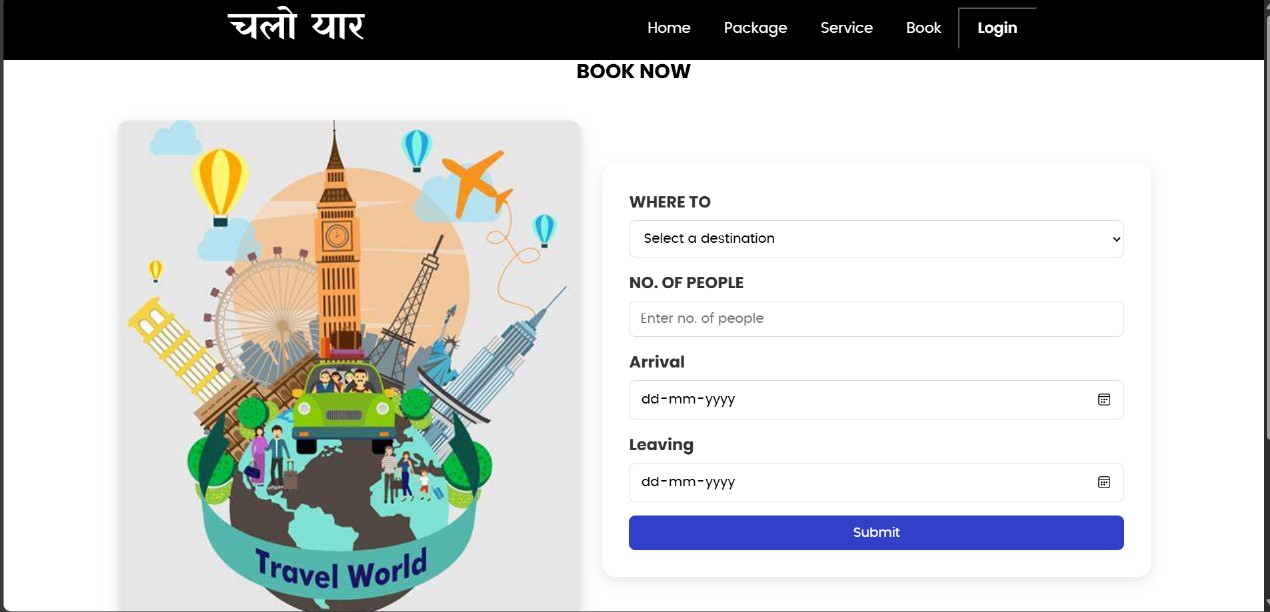 चलो यार
Home Package Service Book Login
BOOK NOW
WHERE TO
Select a destination
NO. OF PEOPLE
Enter no. of people
Arrival
dd-mm-yyyy
Leaving
dd-mm-yyyy
Submit
Travel World